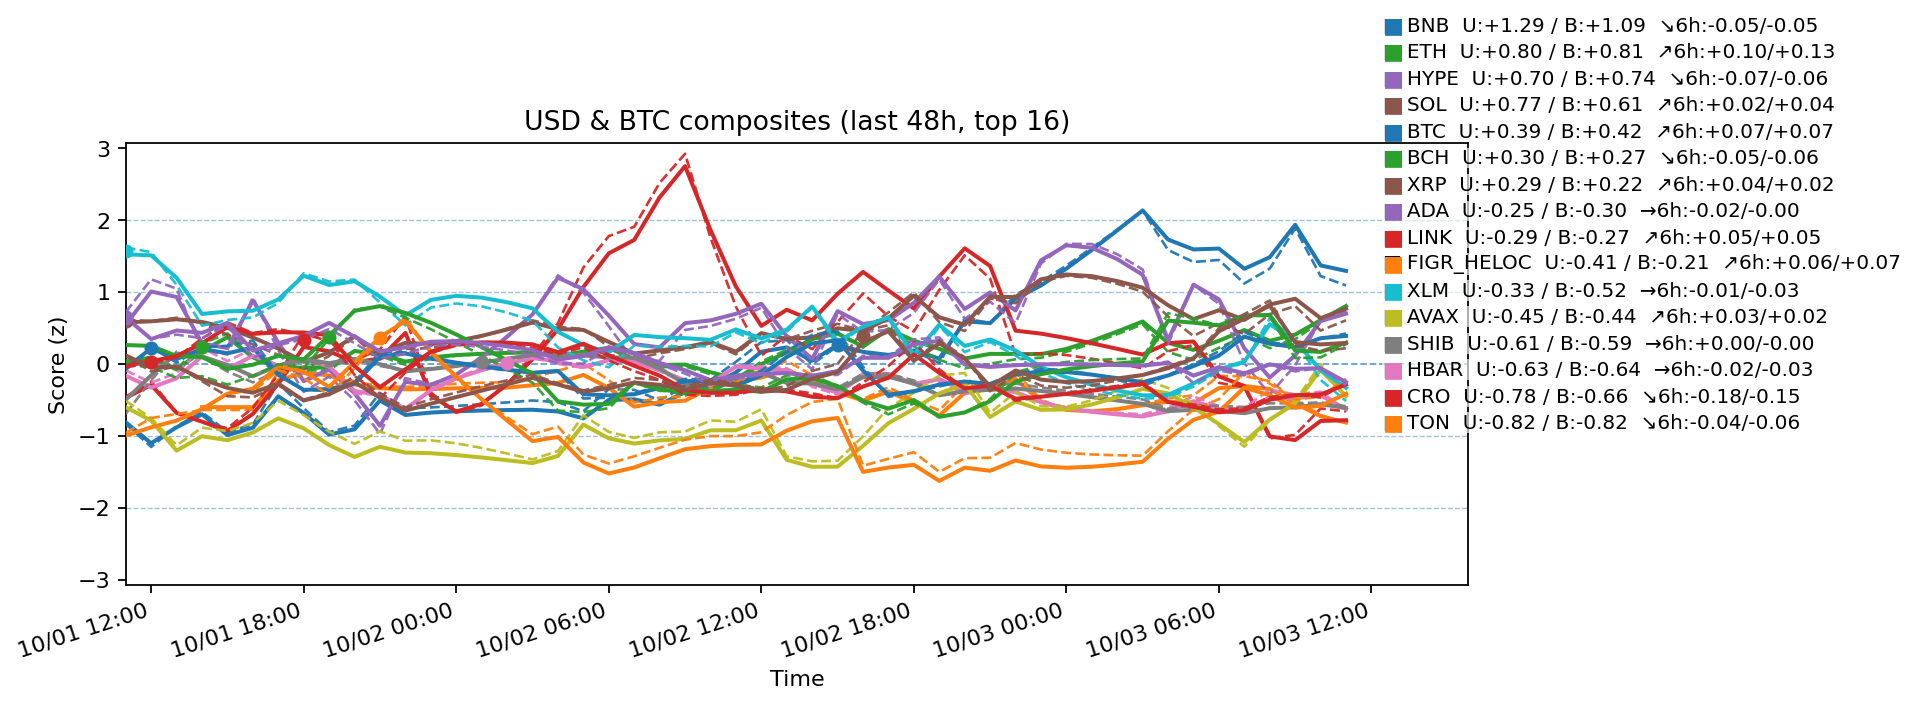 USD & BTC composites (last 48h, top 16)
BNB U:+1.29 / B:+1.09 ↘6h:-0.05/-0.05
ETH U:+0.80 / B:+0.81 ↗6h:+0.10/+0.13
HYPE U:+0.70 / B:+0.74 ↘6h:-0.07/-0.06
SOL U:+0.77 / B:+0.61 ↗6h:+0.02/+0.04
BTC U:+0.39 / B:+0.42 ↗6h:+0.07/+0.07
BCH U:+0.30 / B:+0.27 ↘6h:-0.05/-0.06
XRP U:+0.29 / B:+0.22 ↗6h:+0.04/+0.02
ADA U:-0.25 / B:-0.30 →6h:-0.02/-0.00
LINK U:-0.29 / B:-0.27 ↗6h:+0.05/+0.05
FIGR_HELOC U:-0.41 / B:-0.21 ↗6h:+0.06/+0.07
XLM U:-0.33 / B:-0.52 →6h:-0.01/-0.03
AVAX U:-0.45 / B:-0.44 ↗6h:+0.03/+0.02
SHIB U:-0.61 / B:-0.59 →6h:+0.00/-0.00
HBAR U:-0.63 / B:-0.64 →6h:-0.02/-0.03
CRO U:-0.78 / B:-0.66 ↘6h:-0.18/-0.15
TON U:-0.82 / B:-0.82 ↘6h:-0.04/-0.06
Score (z)
3
2
1
0
−1
−2
−3
10/01 12:00
10/01 18:00
10/02 00:00
10/02 06:00
10/02 12:00
10/02 18:00
10/03 00:00
10/03 06:00
10/03 12:00
Time